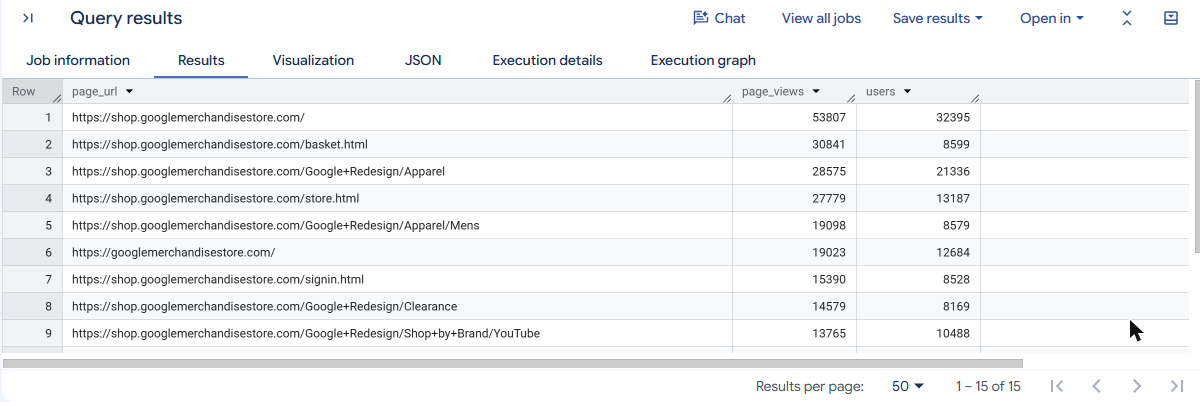 Query results Chat View all jobs Save results Open in
Job information Results Visualization JSON Execution details Execution graph
Row page_url page_views users
1 https://shop.googlemerchandisestore.com/ 53807 32395
2 https://shop.googlemerchandisestore.com/basket.html 30841 8599
3 https://shop.googlemerchandisestore.com/Google+Redesign/Apparel 28575 21336
4 https://shop.googlemerchandisestore.com/store.html 27779 13187
5 https://shop.googlemerchandisestore.com/Google+Redesign/Apparel/Mens 19098 8579
6 https://googlemerchandisestore.com/ 19023 12684
7 https://shop.googlemerchandisestore.com/signin.html 15390 8528
8 https://shop.googlemerchandisestore.com/Google+Redesign/Clearance 14579 8169
9 https://shop.googlemerchandisestore.com/Google+Redesign/Shop+by+Brand/YouTube 13765 10488
Results per page: 50 1 – 15 of 15